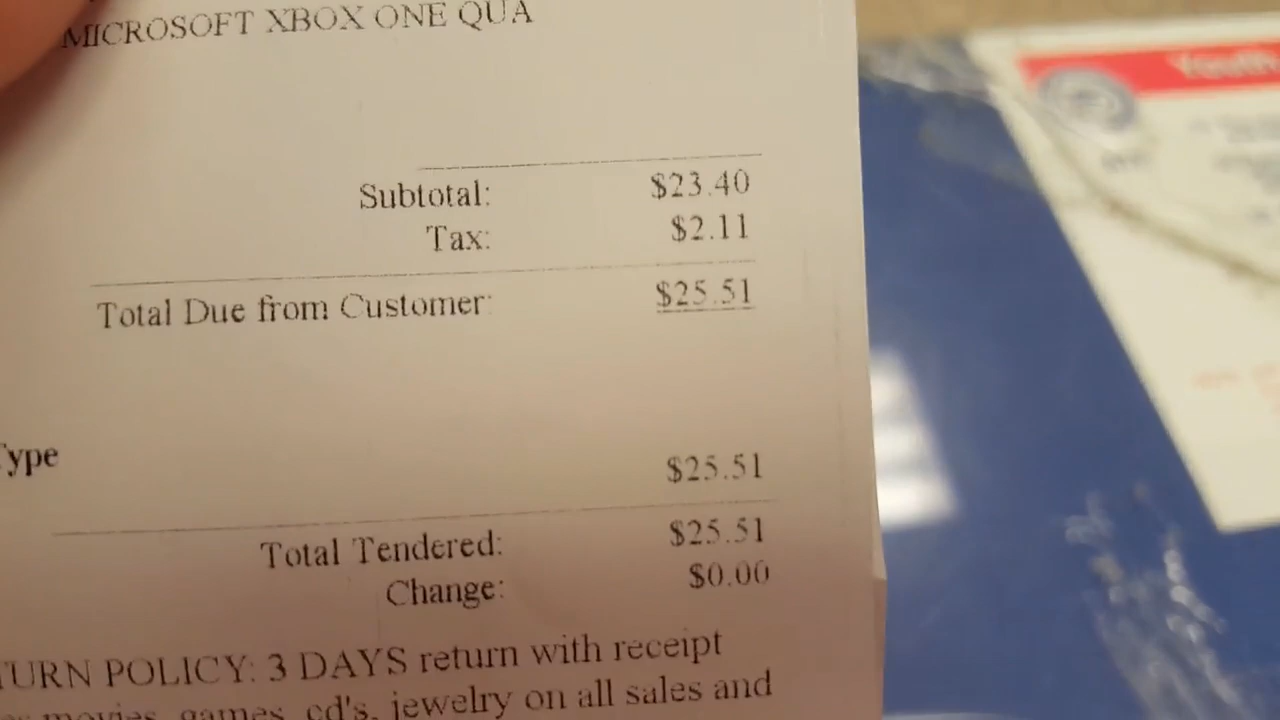 MICROSOFT XBOX ONE QUA
Subtotal: $23.40
Tax: $2.11
Total Due from Customer: $25.51
Type
$25.51
Total Tendered: $25.51
Change: $0.00
TURN POLICY: 3 DAYS return with receipt
movies, games, cd's, jewelry on all sales and
Youth